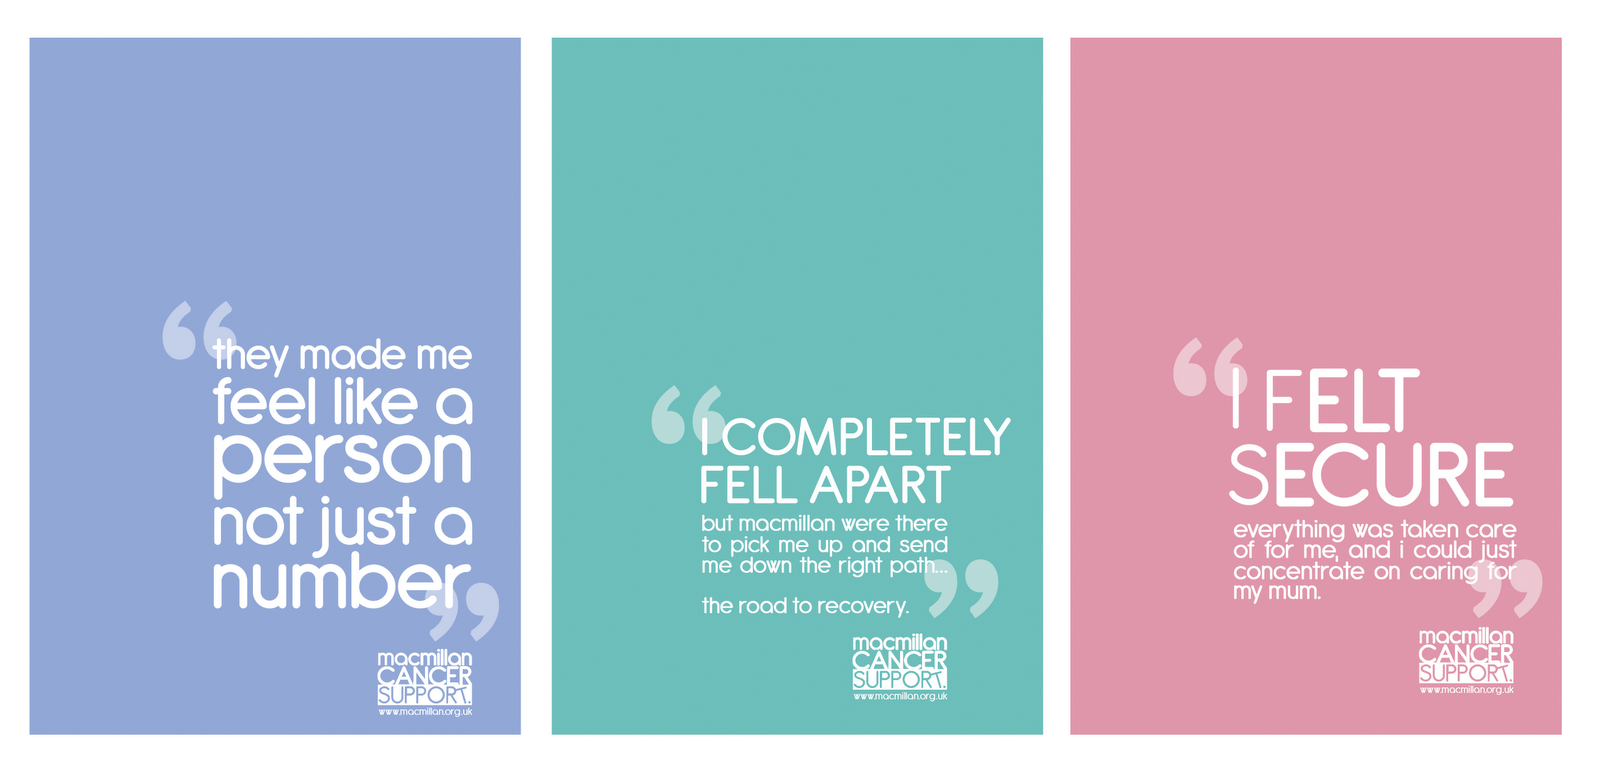 “they made me
feel like a
person
not just a
number”
macmillan
CANCER
SUPPORT.
www.macmillan.org.uk
“I COMPLETELY
FELL APART
but macmillan were there
to pick me up and send
me down the right path...
the road to recovery.”
macmillan
CANCER
SUPPORT.
www.macmillan.org.uk
“I FELT
SECURE
everything was taken care
of for me, and i could just
concentrate on caring for
my mum.”
macmillan
CANCER
SUPPORT.
www.macmillan.org.uk